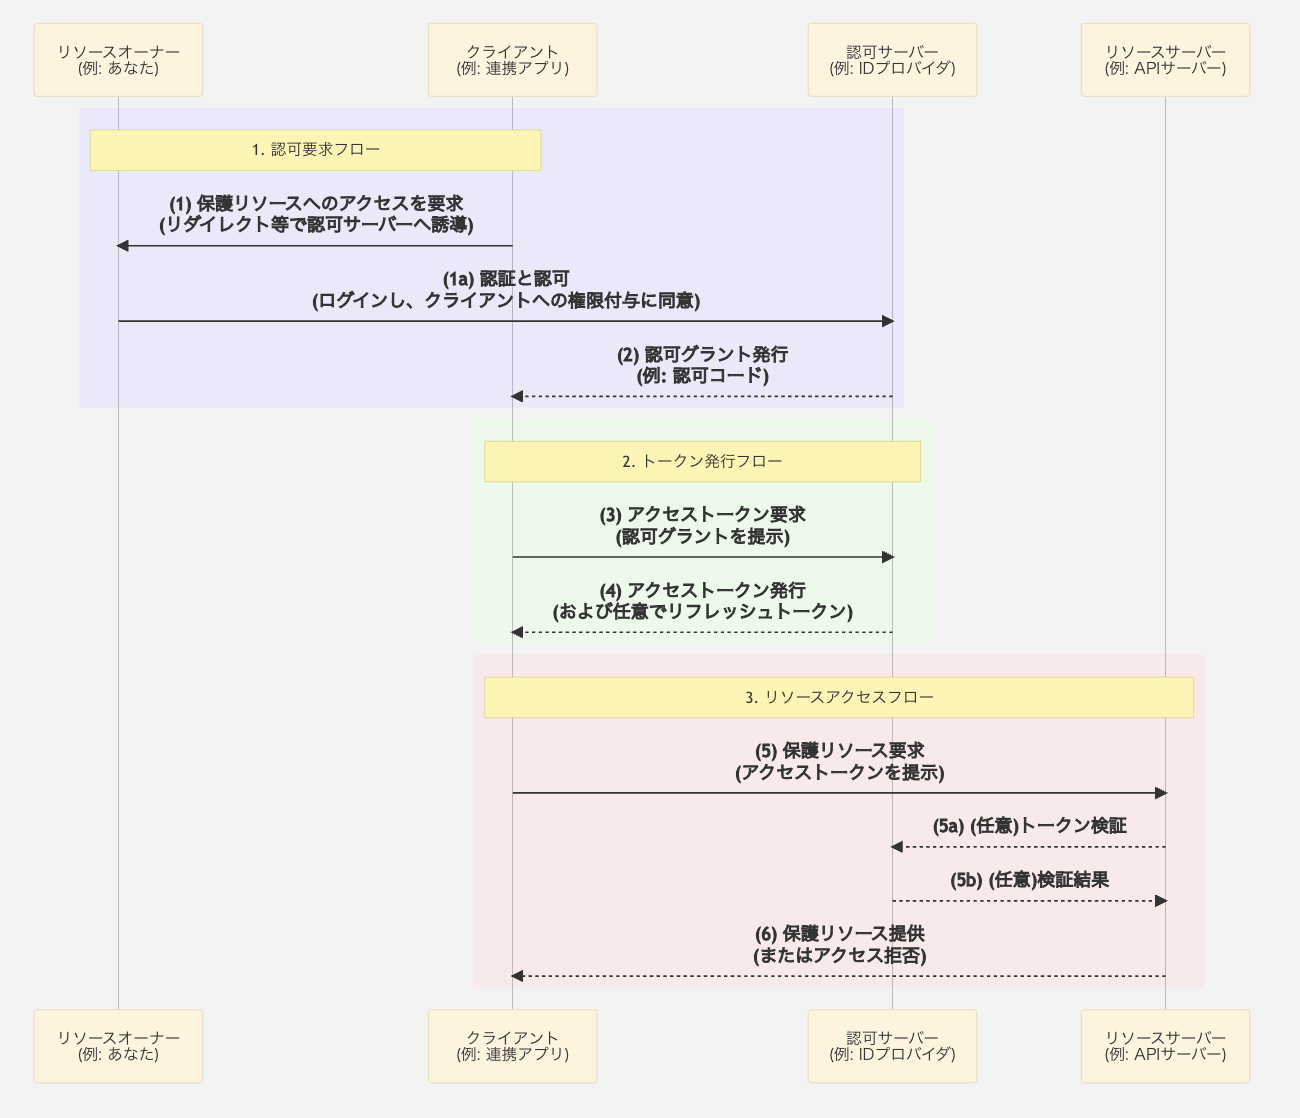 リソースオーナー
(例: あなた)
クライアント
(例: 連携アプリ)
認可サーバー
(例: IDプロバイダ)
リソースサーバー
(例: APIサーバー)
1. 認可要求フロー
(1) 保護リソースへのアクセスを要求
(リダイレクト等で認可サーバーへ誘導)
(1a) 認証と認可
(ログインし、クライアントへの権限付与に同意)
(2) 認可グラント発行
(例: 認可コード)
2. トークン発行フロー
(3) アクセストークン要求
(認可グラントを提示)
(4) アクセストークン発行
(および任意でリフレッシュトークン)
3. リソースアクセスフロー
(5) 保護リソース要求
(アクセストークンを提示)
(5a) (任意)トークン検証
(5b) (任意)検証結果
(6) 保護リソース提供
(またはアクセス拒否)
リソースオーナー
(例: あなた)
クライアント
(例: 連携アプリ)
認可サーバー
(例: IDプロバイダ)
リソースサーバー
(例: APIサーバー)